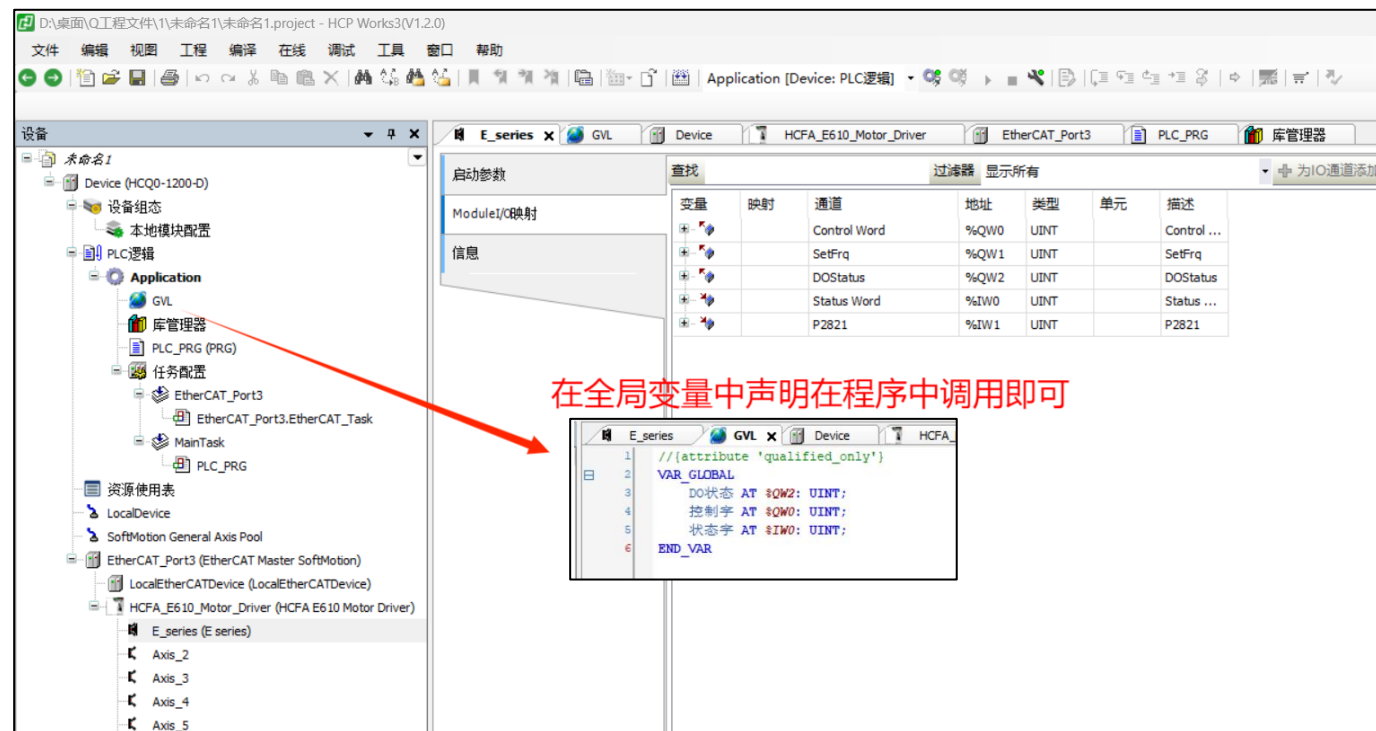 D:\桌面\Q工程文件\1\未命名1\未命名1.project - HCP Works3(V1.2.0)
文件 编辑 视图 工程 编译 在线 调试 工具 窗口 帮助
Application [Device: PLC逻辑]
设备
未命名1
Device (HCQ0-1200-D)
设备组态
本地模块配置
PLC逻辑
Application
GVL
库管理器
PLC_PRG (PRG)
任务配置
EtherCAT_Port3
EtherCAT_Port3.EtherCAT_Task
MainTask
PLC_PRG
资源使用表
LocalDevice
SoftMotion General Axis Pool
EtherCAT_Port3 (EtherCAT Master SoftMotion)
LocalEtherCATDevice (LocalEtherCATDevice)
HCFA_E610_Motor_Driver (HCFA E610 Motor Driver)
E_series (E series)
Axis_2
Axis_3
Axis_4
Axis_5
E_series GVL Device HCFA_E610_Motor_Driver EtherCAT_Port3 PLC_PRG 库管理器
启动参数
ModuleI/O映射
信息
查找 过滤器 显示所有 为IO通道添加
变量 映射 通道 地址 类型 单元 描述
Control Word %QW0 UINT Control ...
SetFrq %QW1 UINT SetFrq
DOStatus %QW2 UINT DOStatus
Status Word %IW0 UINT Status ...
P2821 %IW1 UINT P2821
在全局变量中声明在程序中调用即可
E_series GVL Device HCFA_
1 //{attribute 'qualified_only'}
2 VAR_GLOBAL
3 DO状态 AT %QW2: UINT;
4 控制字 AT %QW0: UINT;
5 状态字 AT %IW0: UINT;
6 END_VAR